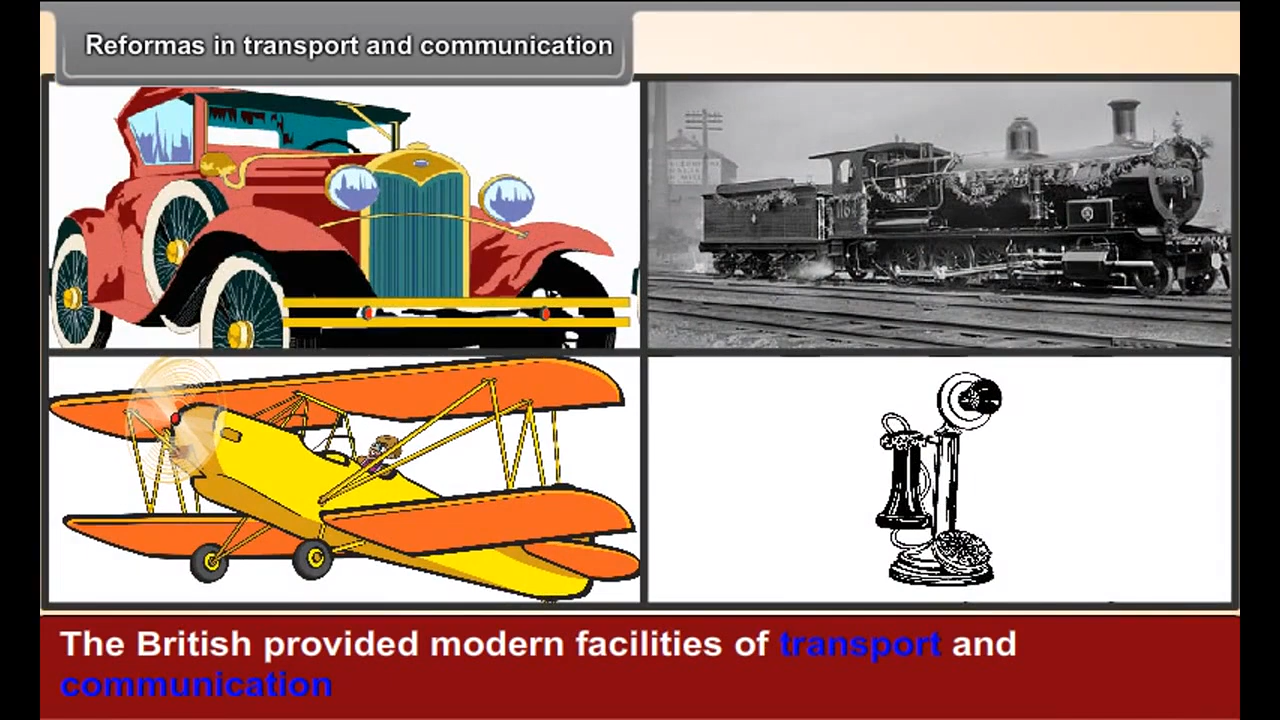 Reformas in transport and communication
The British provided modern facilities of transport and
communication